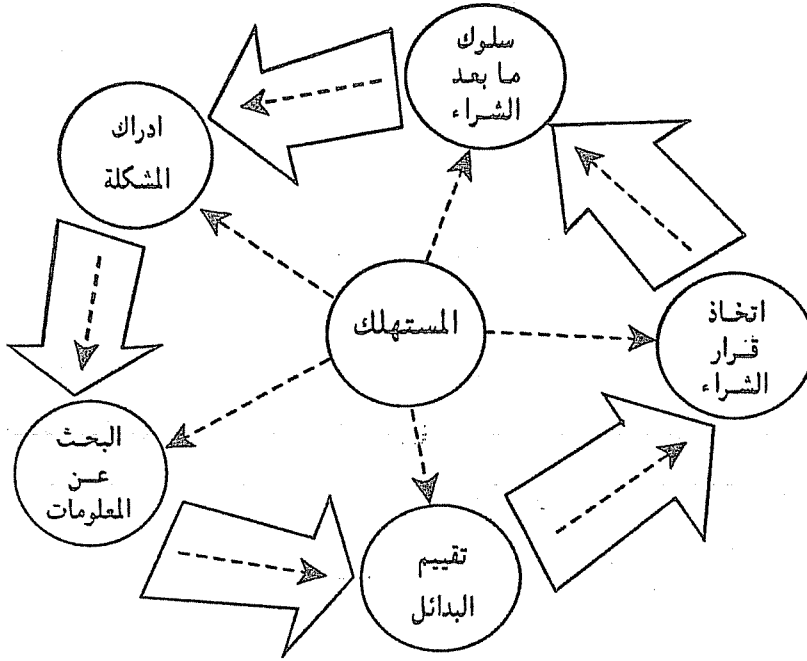 سلوك
ما بعد
الشراء
ادراك
المشكلة
المستهلك
اتخاذ
قرار
الشراء
البحث
عن
المعلومات
تقييم
البدائل